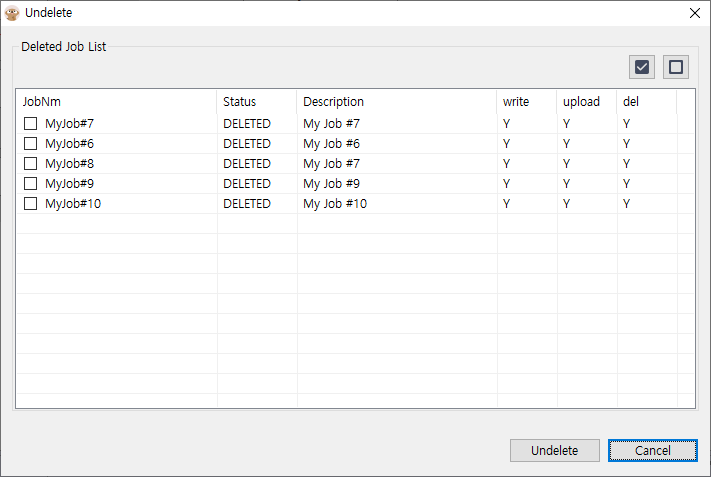 Undelete
Deleted Job List
JobNm Status Description write upload del
MyJob#7 DELETED My Job #7 Y Y Y
MyJob#6 DELETED My Job #6 Y Y Y
MyJob#8 DELETED My Job #7 Y Y Y
MyJob#9 DELETED My Job #9 Y Y Y
MyJob#10 DELETED My Job #10 Y Y Y
Undelete Cancel